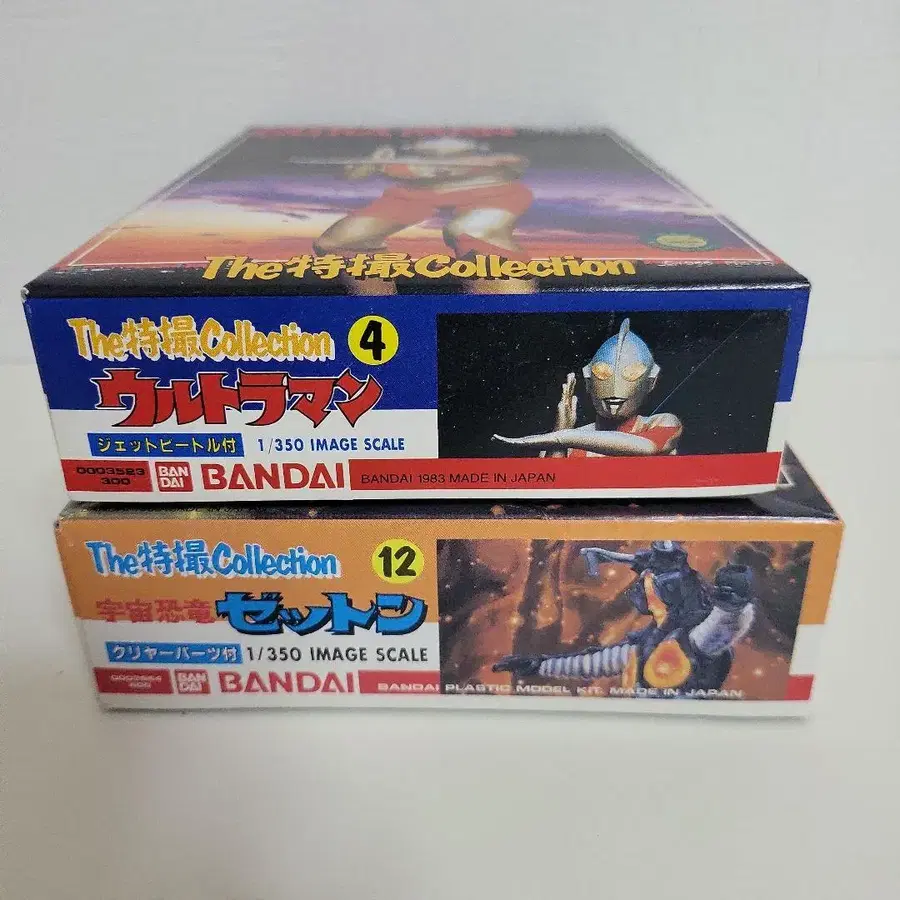 The特撮Collection
The特撮Collection 4
ウルトラマン
ジェットビートル付 1/350 IMAGE SCALE
0003523
300
BAN
DAI
BANDAI
BANDAI 1983 MADE IN JAPAN
The特撮Collection 12
宇宙恐竜 ゼットン
クリヤーパーツ付 1/350 IMAGE SCALE
BAN
DAI
BANDAI
BANDAI PLASTIC MODEL KIT. MADE IN JAPAN